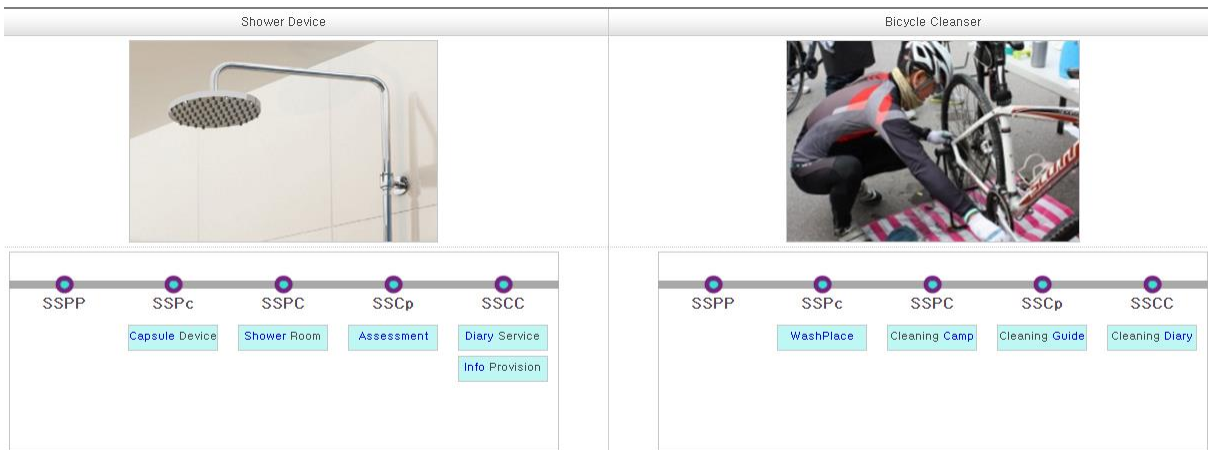 Shower Device
Bicycle Cleanser
SSPP SSPc SSPC SSCp SSCC
Capsule Device Shower Room Assessment Diary Service
Info Provision
SSPP SSPc SSPC SSCp SSCC
WashPlace Cleaning Camp Cleaning Guide Cleaning Diary